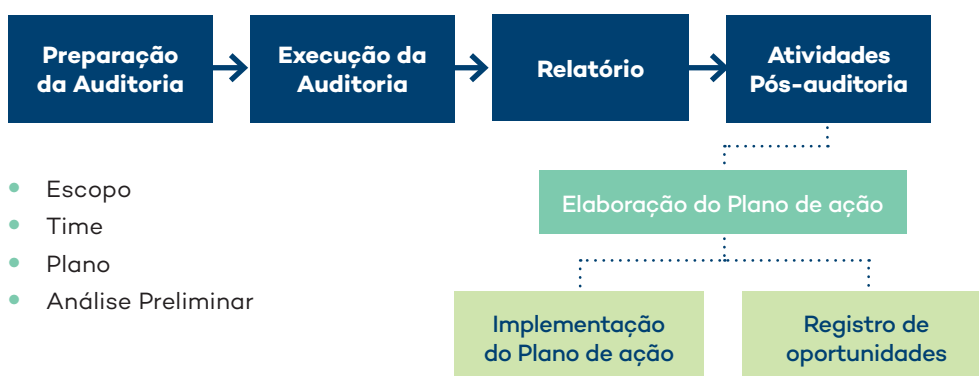 Preparação
da Auditoria
Execução da
Auditoria
Relatório
Atividades
Pós-auditoria
Escopo
Time
Plano
Análise Preliminar
Elaboração do Plano de ação
Implementação
do Plano de ação
Registro de
oportunidades